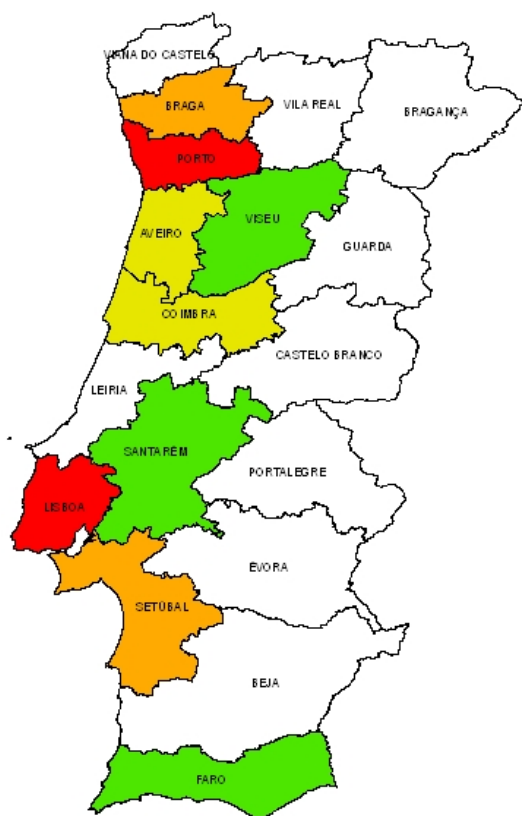 VIANA DO CASTELO
BRAGA
VILA REAL
BRAGANÇA
PORTO
VISEU
AVEIRO
GUARDA
COIMBRA
CASTELO BRANCO
LEIRIA
SANTARÉM
PORTALEGRE
LISBOA
ÉVORA
SETÚBAL
BEJA
FARO